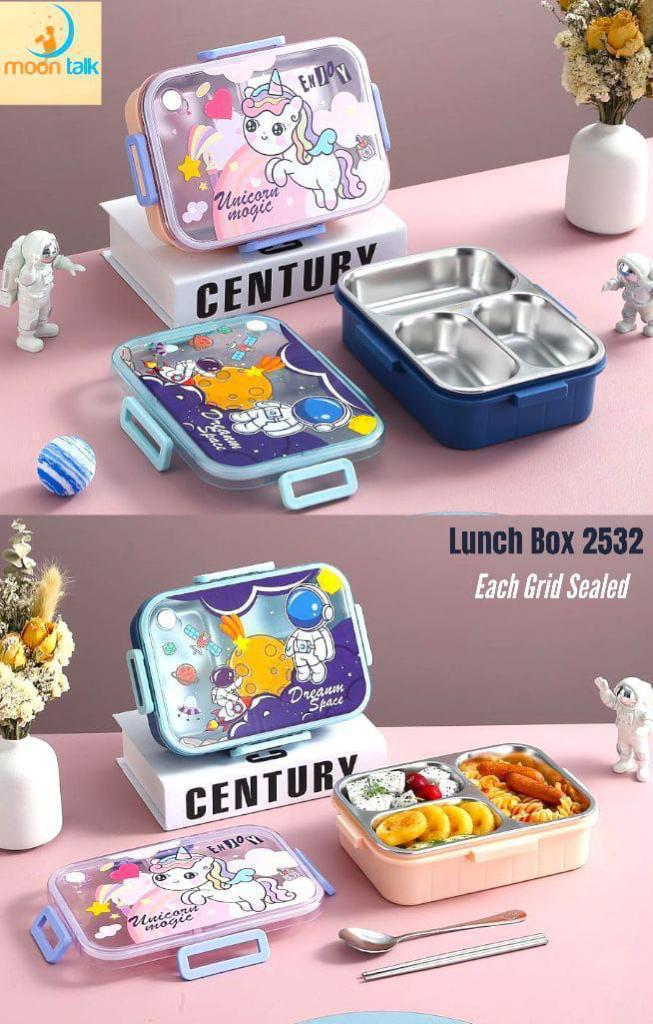 moon talk
ENJOY
Unicorn
mogic
CENTURY
Dreanm
Space
Lunch Box 2532
Each Grid Sealed
Dreanm
Space
CENTURY
ENJOY
Unicorn
mogic